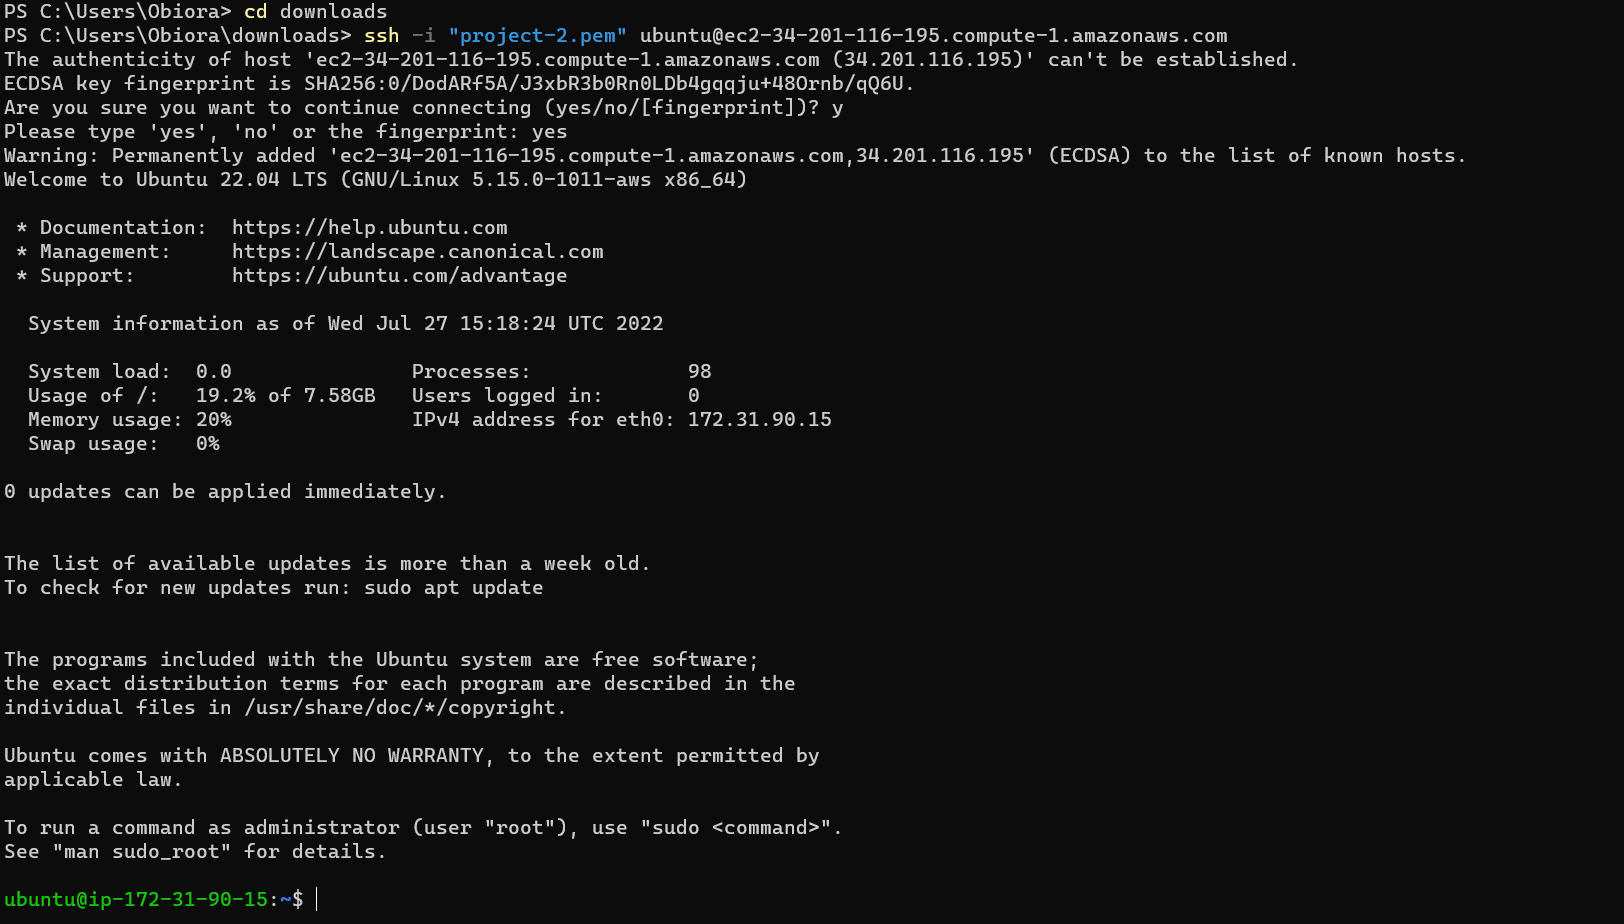 PS C:\Users\Obiora> cd downloads
PS C:\Users\Obiora\downloads> ssh -i "project-2.pem" ubuntu@ec2-34-201-116-195.compute-1.amazonaws.com
The authenticity of host 'ec2-34-201-116-195.compute-1.amazonaws.com (34.201.116.195)' can't be established.
ECDSA key fingerprint is SHA256:0/DodARf5A/J3xbR3b0Rn0LDb4gqqju+48Ornb/qQ6U.
Are you sure you want to continue connecting (yes/no/[fingerprint])? y
Please type 'yes', 'no' or the fingerprint: yes
Warning: Permanently added 'ec2-34-201-116-195.compute-1.amazonaws.com,34.201.116.195' (ECDSA) to the list of known hosts.
Welcome to Ubuntu 22.04 LTS (GNU/Linux 5.15.0-1011-aws x86_64)

 * Documentation:  https://help.ubuntu.com
 * Management:     https://landscape.canonical.com
 * Support:        https://ubuntu.com/advantage

  System information as of Wed Jul 27 15:18:24 UTC 2022

  System load:  0.0               Processes:             98
  Usage of /:   19.2% of 7.58GB   Users logged in:       0
  Memory usage: 20%               IPv4 address for eth0: 172.31.90.15
  Swap usage:   0%

0 updates can be applied immediately.

The list of available updates is more than a week old.
To check for new updates run: sudo apt update

The programs included with the Ubuntu system are free software;
the exact distribution terms for each program are described in the
individual files in /usr/share/doc/*/copyright.

Ubuntu comes with ABSOLUTELY NO WARRANTY, to the extent permitted by
applicable law.

To run a command as administrator (user "root"), use "sudo <command>".
See "man sudo_root" for details.

ubuntu@ip-172-31-90-15:~$